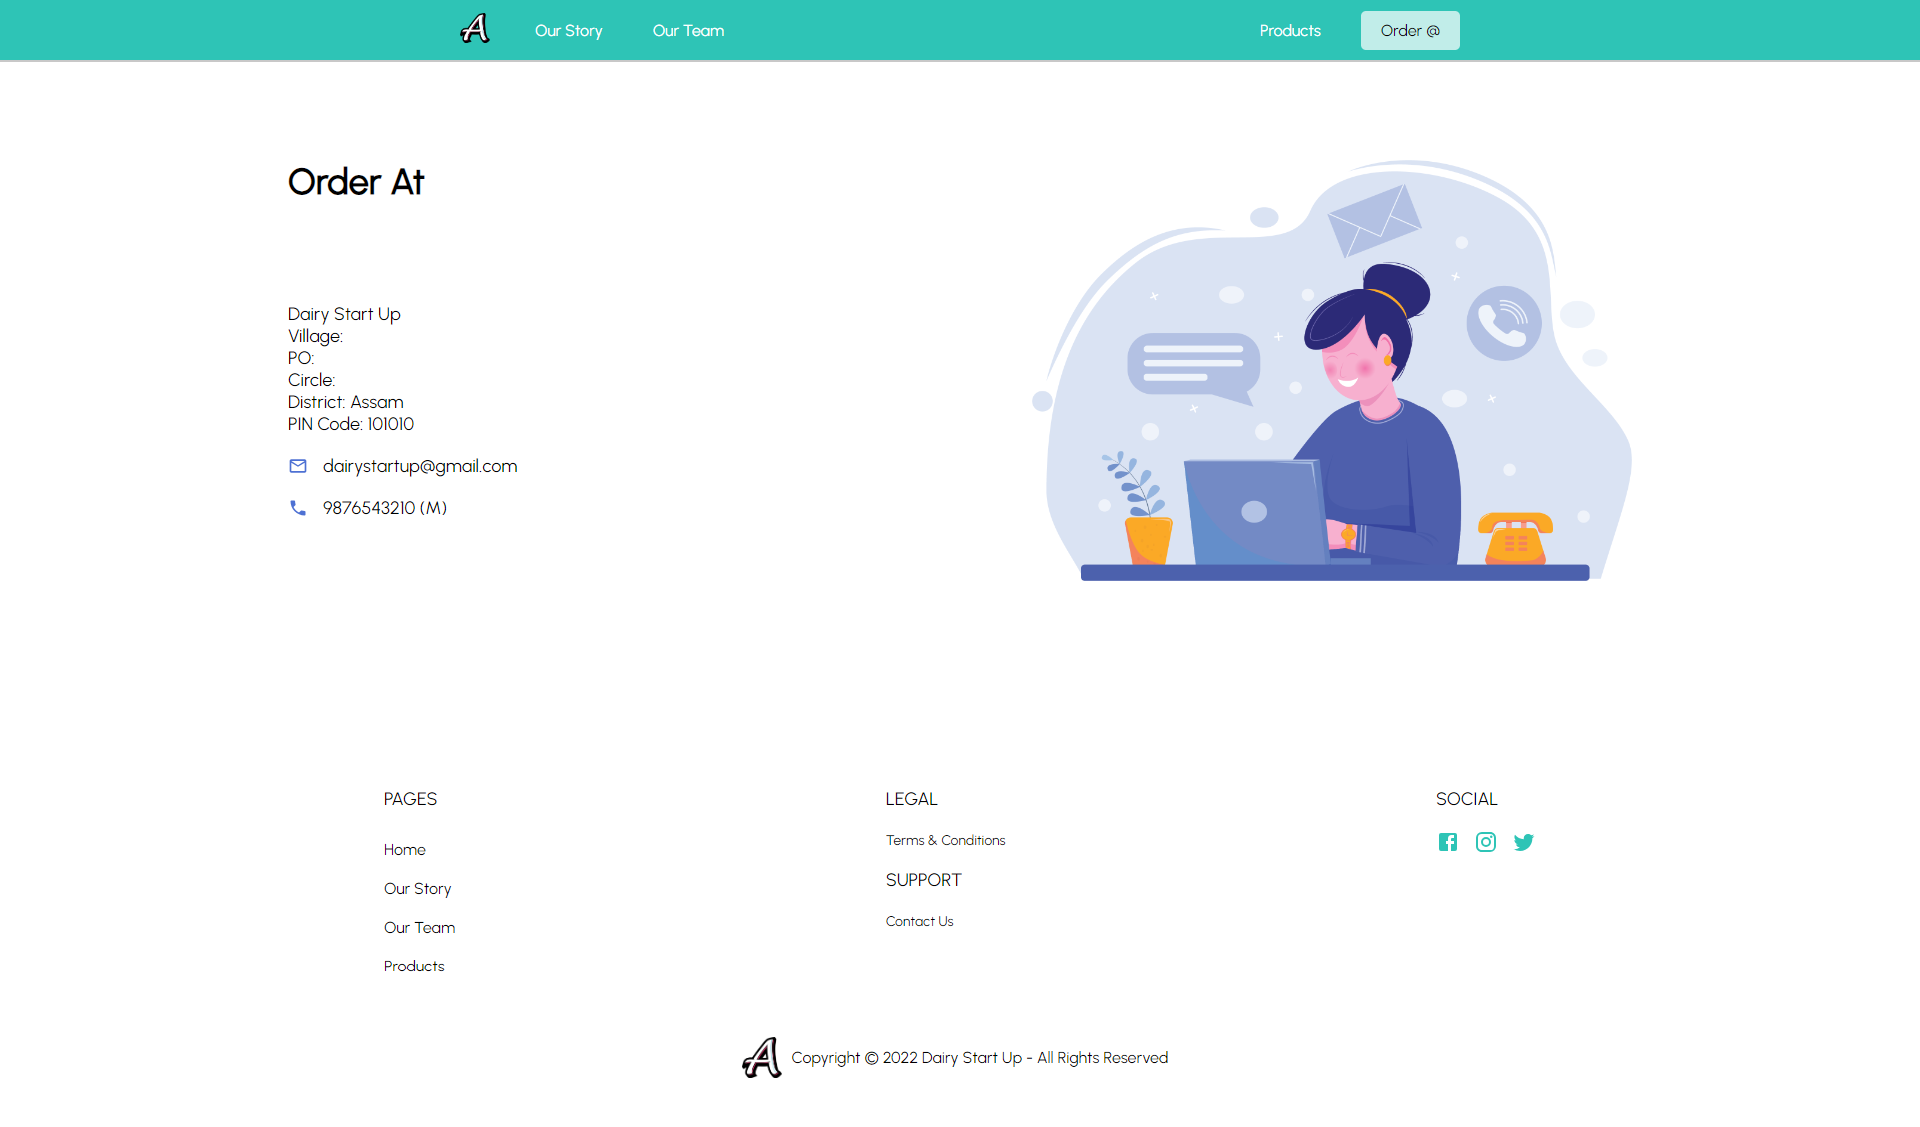 A
Our Story
Our Team
Products
Order @
Order At
Dairy Start Up
Village:
PO:
Circle:
District: Assam
PIN Code: 101010
dairystartup@gmail.com
9876543210 (M)
PAGES
Home
Our Story
Our Team
Products
LEGAL
Terms & Conditions
SUPPORT
Contact Us
SOCIAL
A
Copyright © 2022 Dairy Start Up - All Rights Reserved